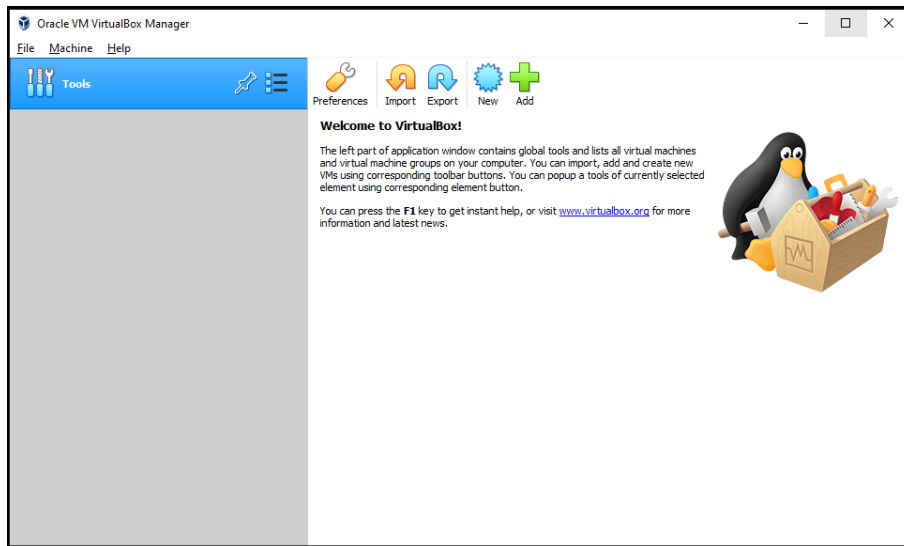 Oracle VM VirtualBox Manager
File Machine Help
Tools
Preferences Import Export New Add
Welcome to VirtualBox!
The left part of application window contains global tools and lists all virtual machines
and virtual machine groups on your computer. You can import, add and create new
VMs using corresponding toolbar buttons. You can popup a tools of currently selected
element using corresponding element button.
You can press the F1 key to get instant help, or visit www.virtualbox.org for more
information and latest news.